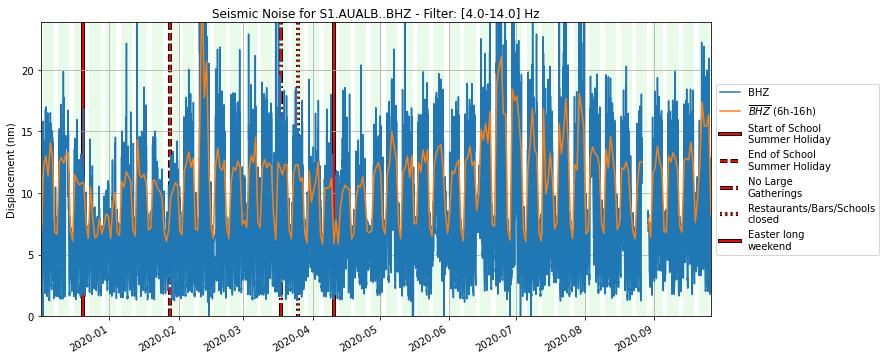 Seismic Noise for S1.AUALB..BHZ - Filter: [4.0-14.0] Hz
Displacement (nm)
20
15
10
5
0
2020-01
2020-02
2020-03
2020-04
2020-05
2020-06
2020-07
2020-08
2020-09
BHZ
BHZ (6h-16h)
Start of School
Summer Holiday
End of School
Summer Holiday
No Large
Gatherings
Restaurants/Bars/Schools
closed
Easter long
weekend